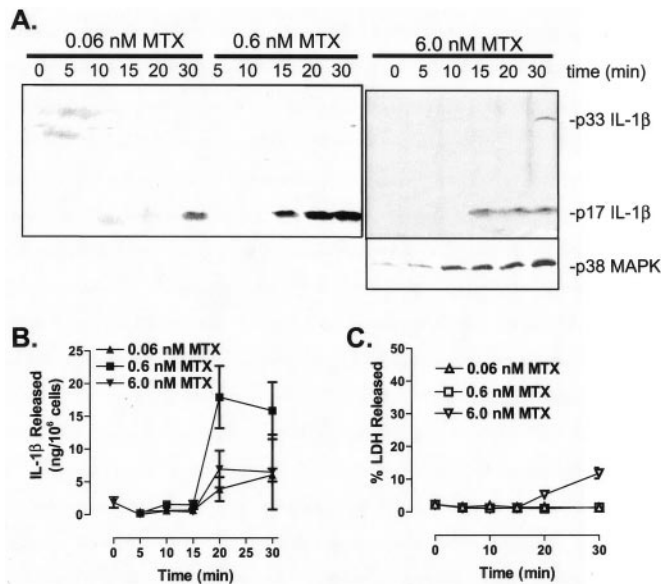 A.
0.06 nM MTX 0.6 nM MTX 6.0 nM MTX
0 5 10 15 20 30 0 5 10 15 20 30 0 5 10 15 20 30 time (min)
-p33 IL-1β
-p17 IL-1β
-p38 MAPK
B.
0.06 nM MTX
0.6 nM MTX
6.0 nM MTX
IL-1β Released
(ng/10⁶ cells)
25
20
15
10
5
0
0 5 10 15 20 30
Time (min)
C.
0.06 nM MTX
0.6 nM MTX
6.0 nM MTX
% LDH Released
50
40
30
20
10
0
0 5 10 15 20 30
Time (min)